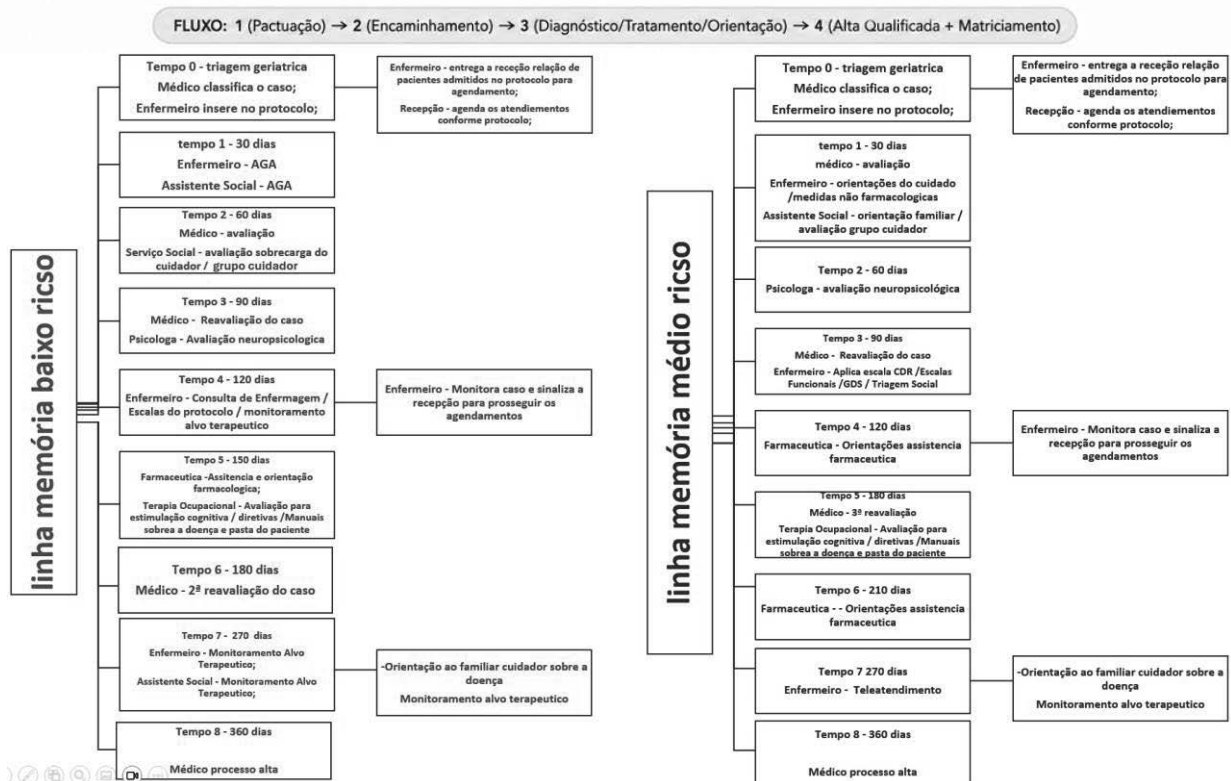 FLUXO: 1 (Pactuação) → 2 (Encaminhamento) → 3 (Diagnóstico/Tratamento/Orientação) → 4 (Alta Qualificada + Matriciamento)
linha memória baixo ricso
Tempo 0 - triagem geriatrica
Médico classifica o caso;
Enfermeiro insere no protocolo;
Enfermeiro - entrega a receção relação de
pacientes admitidos no protocolo para
agendamento;
Recepção - agenda os atendiementos
conforme protocolo;
tempo 1 - 30 dias
Enfermeiro - AGA
Assistente Social - AGA
Tempo 2 - 60 dias
Médico - avaliação
Serviço Social - avaliação sobrecarga do
cuidador / grupo cuidador
Tempo 3 - 90 dias
Médico - Reavaliação do caso
Psicologa - Avaliação neuropsicologica
Tempo 4 - 120 dias
Enfermeiro - Consulta de Enfermagem /
Escalas do protocolo / monitoramento
alvo terapeutico
Enfermeiro - Monitora caso e sinaliza a
recepção para prosseguir os
agendamentos
Tempo 5 - 150 dias
Farmaceutica -Assitencia e orientação
farmacologica;
Terapia Ocupacional - Avaliação para
estimulação cognitiva / diretivas /Manuais
sobrea a doença e pasta do paciente
Tempo 6 - 180 dias
Médico - 2ª reavaliação do caso
Tempo 7 - 270 dias
Enfermeiro - Monitoramento Alvo
Terapeutico;
Assistente Social - Monitoramento Alvo
Terapeutico;
-Orientação ao familiar cuidador sobre a
doença
Monitoramento alvo terapeutico
Tempo 8 - 360 dias
Médico processo alta
linha memória médio ricso
Tempo 0 - triagem geriatrica
Médico classifica o caso;
Enfermeiro insere no protocolo;
Enfermeiro - entrega a receção relação
de pacientes admitidos no protocolo para
agendamento;
Recepção - agenda os atendiementos
conforme protocolo;
tempo 1 - 30 dias
médico - avaliação
Enfermeiro - orientações do cuidado
/medidas não farmacologicas
Assistente Social - orientação familiar /
avaliação grupo cuidador
Tempo 2 - 60 dias
Psicologa - avaliação neuropsicológica
Tempo 3 - 90 dias
Médico - Reavaliação do caso
Enfermeiro - Aplica escala CDR /Escalas
Funcionais /GDS / Triagem Social
Tempo 4 - 120 dias
Farmaceutica - Orientações assistencia
farmaceutica
Enfermeiro - Monitora caso e sinaliza a
recepção para prosseguir os
agendamentos
Tempo 5 - 180 dias
Médico - 3ª reavaliação
Terapia Ocupacional - Avaliação para
estimulação cognitiva / diretivas /Manuais
sobrea a doença e pasta do paciente
Tempo 6 - 210 dias
Farmaceutica - - Orientações assistencia
farmaceutica
Tempo 7 270 dias
Enfermeiro - Teleatendimento
-Orientação ao familiar cuidador sobre a
doença
Monitoramento alvo terapeutico
Tempo 8 - 360 dias
Médico processo alta